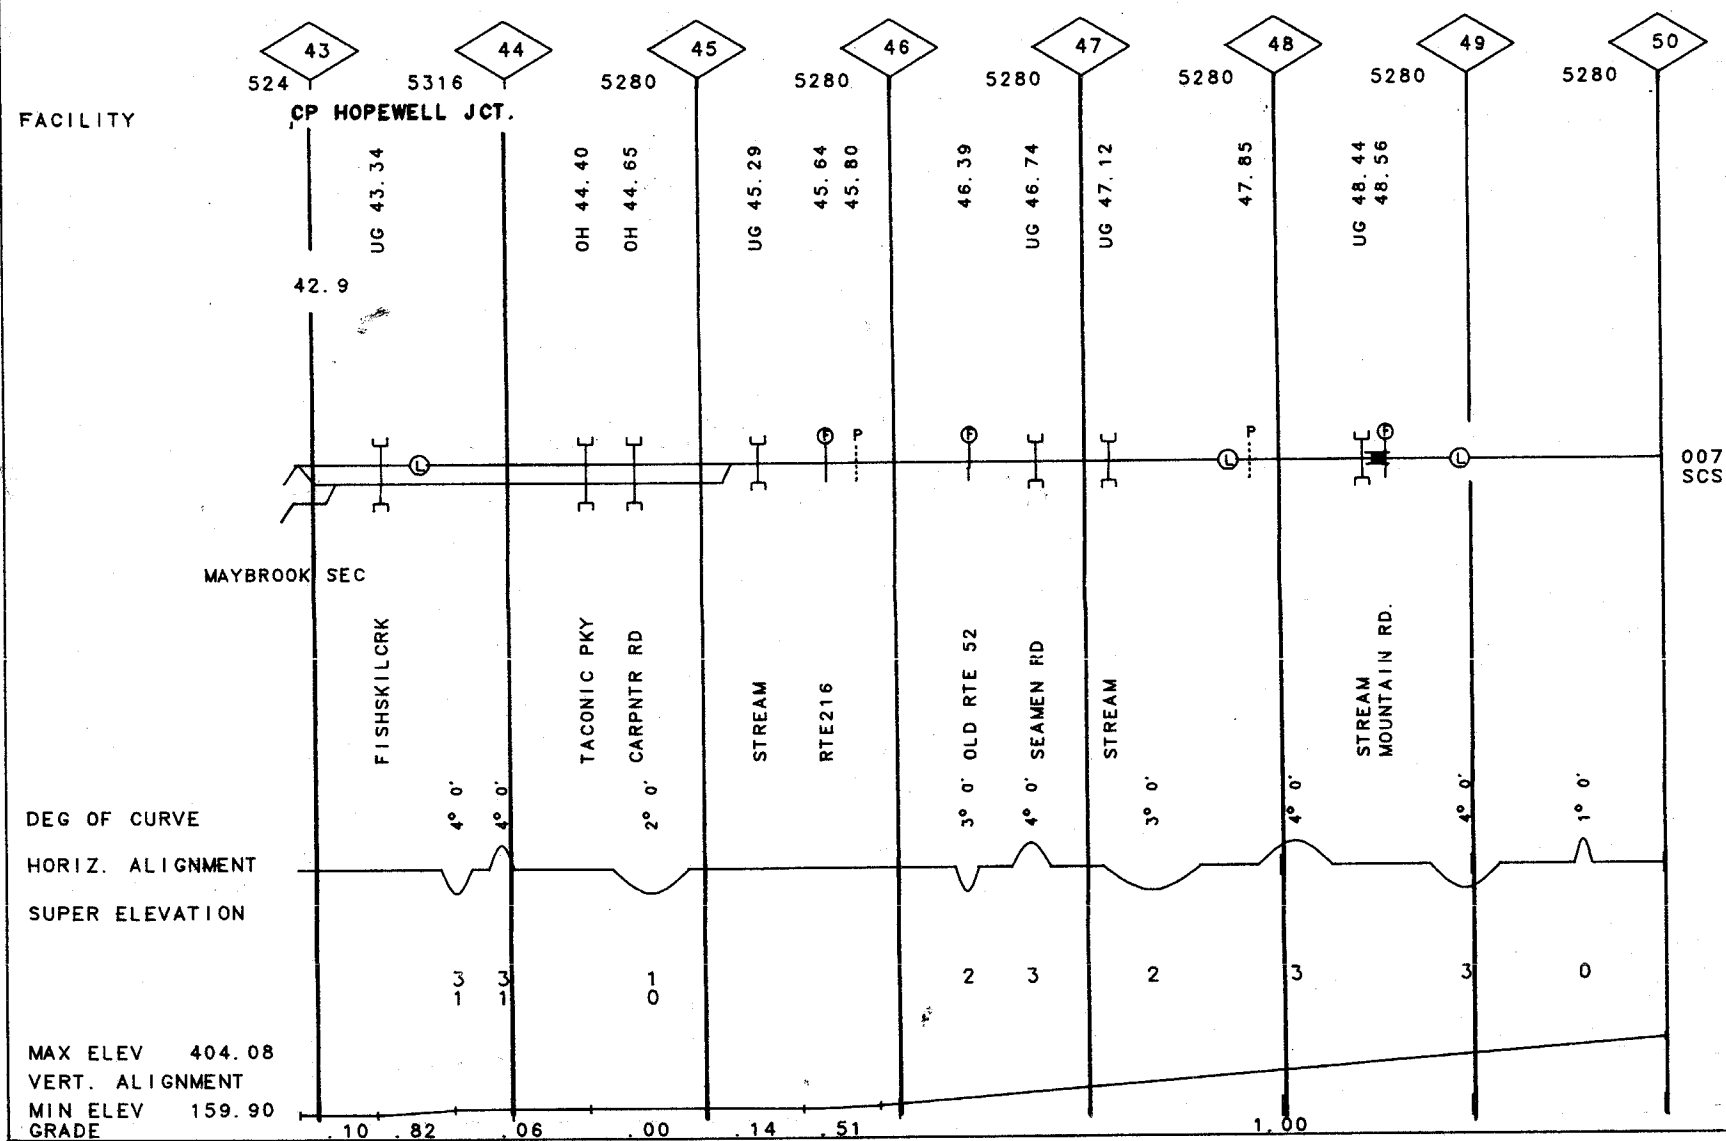 43 44 45 46 47 48 49 50
524 5316 5280 5280 5280 5280 5280 5280
CP HOPEWELL JCT.
FACILITY
UG 43.34
OH 44.40
OH 44.65
UG 45.29
45.64
45.80
46.39
UG 46.74
UG 47.12
47.85
UG 48.44
48.56
42.9
F P F P F
L L L
007
SCS
MAYBROOK SEC
FISHSKILCRK
TACONIC PKY
CARPNTR RD
STREAM
RTE216
OLD RTE 52
SEAMEN RD
STREAM
STREAM
MOUNTAIN RD.
DEG OF CURVE
4° 0' 4° 0' 2° 0' 3° 0' 4° 0' 3° 0' 4° 0' 4° 0' 1° 0'
HORIZ. ALIGNMENT
SUPER ELEVATION
3 3 1 2 3 2 3 3 0
1 1 0
MAX ELEV 404.08
VERT. ALIGNMENT
MIN ELEV 159.90
GRADE .10 .82 .06 .00 .14 .51 1.00